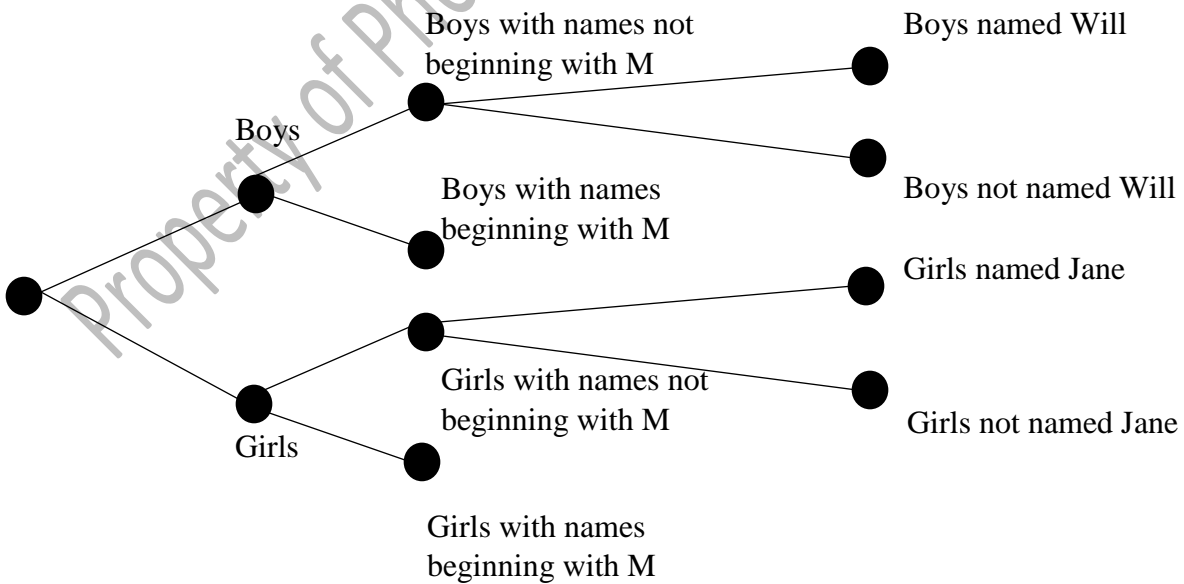 Boys with names not
beginning with M
Boys named Will
Boys
Boys with names
beginning with M
Boys not named Will
Girls named Jane
Girls with names not
beginning with M
Girls not named Jane
Girls
Girls with names
beginning with M
Property of